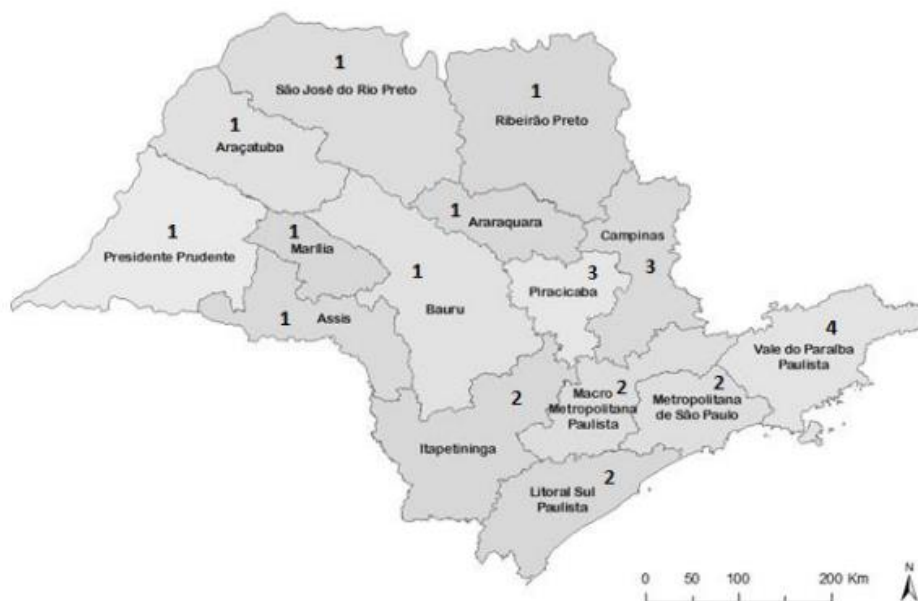 1
São José do Rio Preto
1
Ribeirão Preto
1
Araçatuba
1
Presidente Prudente
1
Marília
1
Araraquara
Campinas
3
3
Piracicaba
1
Bauru
1 Assis
4
Vale do Paraíba
Paulista
2
Itapetininga
2
Macro
Metropolitana
Paulista
2
Metropolitana
de São Paulo
2
Litoral Sul
Paulista
0 50 100 200 Km
N